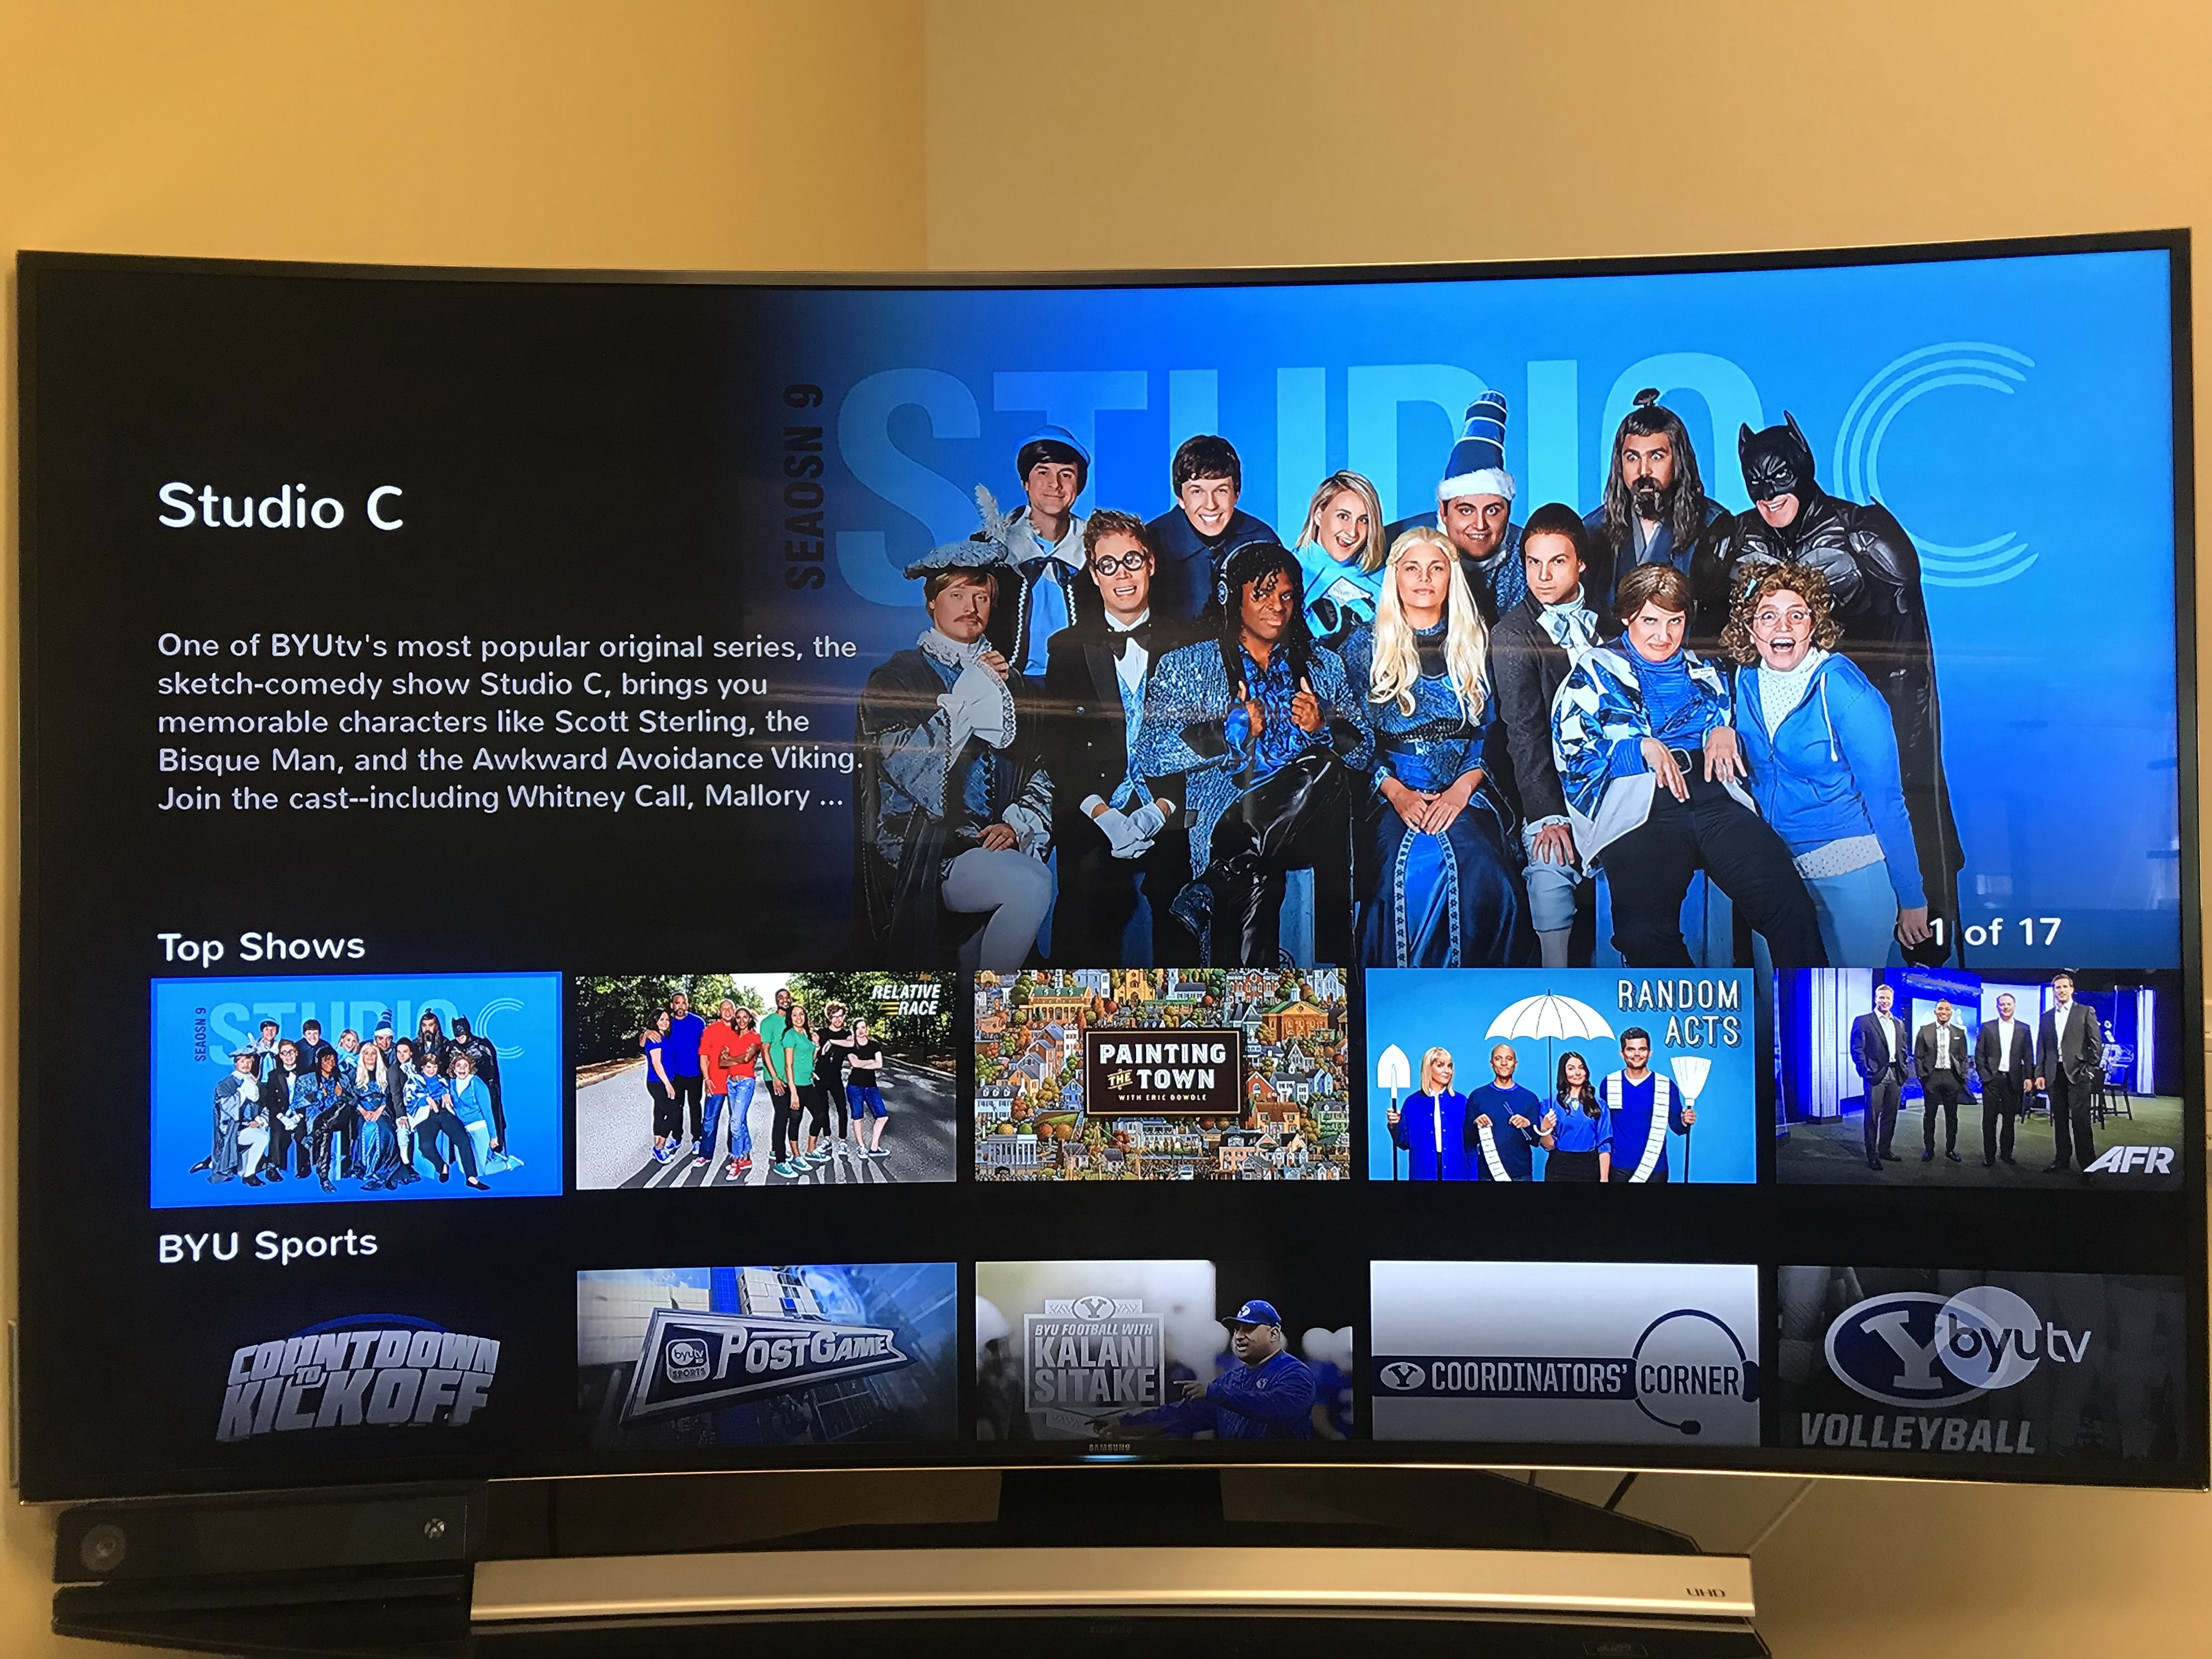 SEAOSN 9
STUDIO C
Studio C
One of BYUtv's most popular original series, the
sketch-comedy show Studio C, brings you
memorable characters like Scott Sterling, the
Bisque Man, and the Awkward Avoidance Viking.
Join the cast--including Whitney Call, Mallory ...
1 of 17
Top Shows
SEAOSN 9
STUDIO C
RELATIVE
RACE
PAINTING
THE TOWN
WITH ERIC DOWDLE
RANDOM
ACTS
AFR
BYU Sports
COUNTDOWN
TO
KICKOFF
byutv
SPORTS
POSTGAME
Y
BYU FOOTBALL WITH
KALANI
SITAKE
Y COORDINATORS' CORNER
Y
byutv
VOLLEYBALL
SAMSUNG
UHD